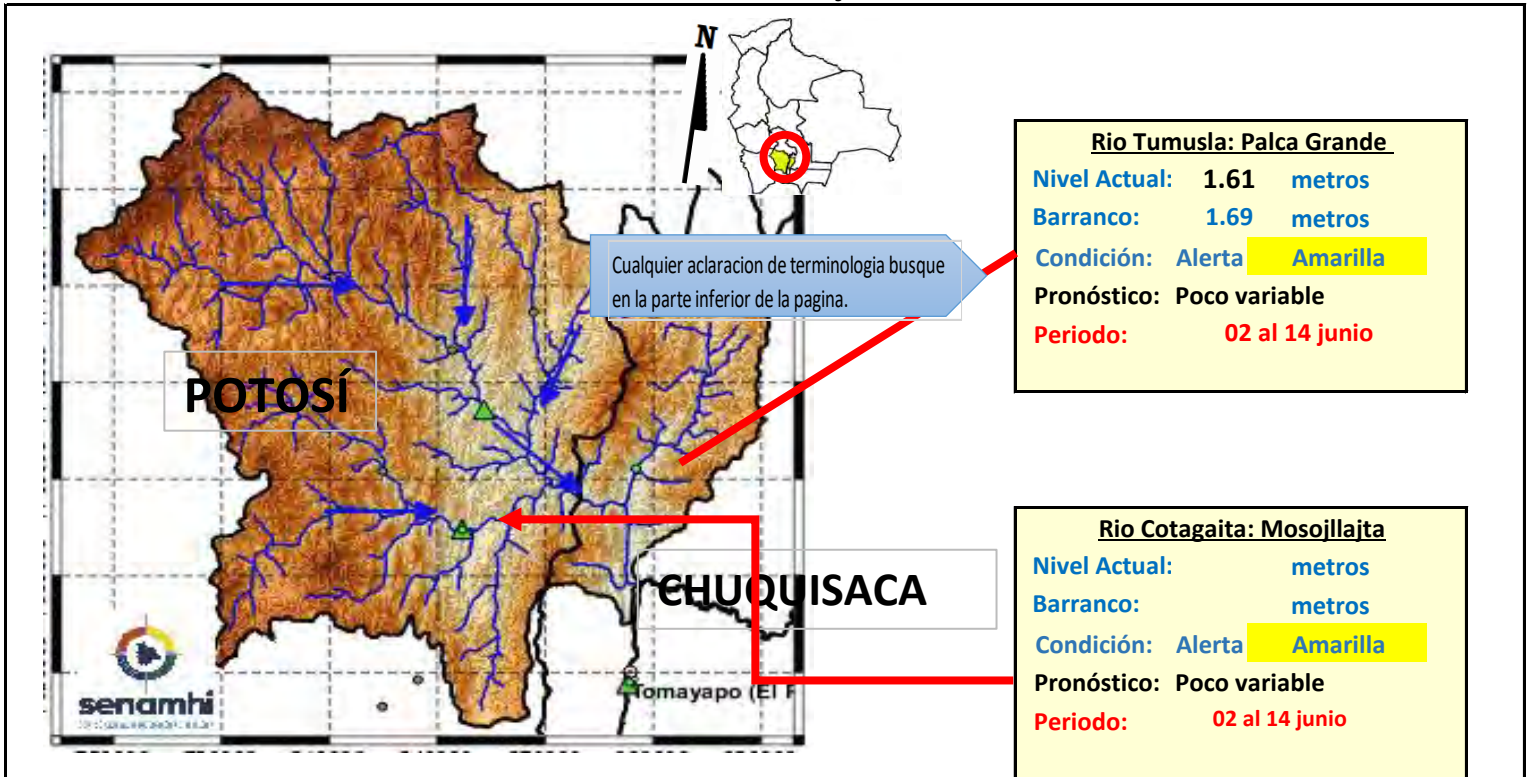 N
Cualquier aclaracion de terminologia busque
en la parte inferior de la pagina.
POTOSÍ
CHUQUISACA
Tomayapo (El
senamhi
Rio Tumusla: Palca Grande
Nivel Actual: 1.61 metros
Barranco: 1.69 metros
Condición: Alerta Amarilla
Pronóstico: Poco variable
Periodo: 02 al 14 junio
Rio Cotagaita: Mosojllajta
Nivel Actual: metros
Barranco: metros
Condición: Alerta Amarilla
Pronóstico: Poco variable
Periodo: 02 al 14 junio